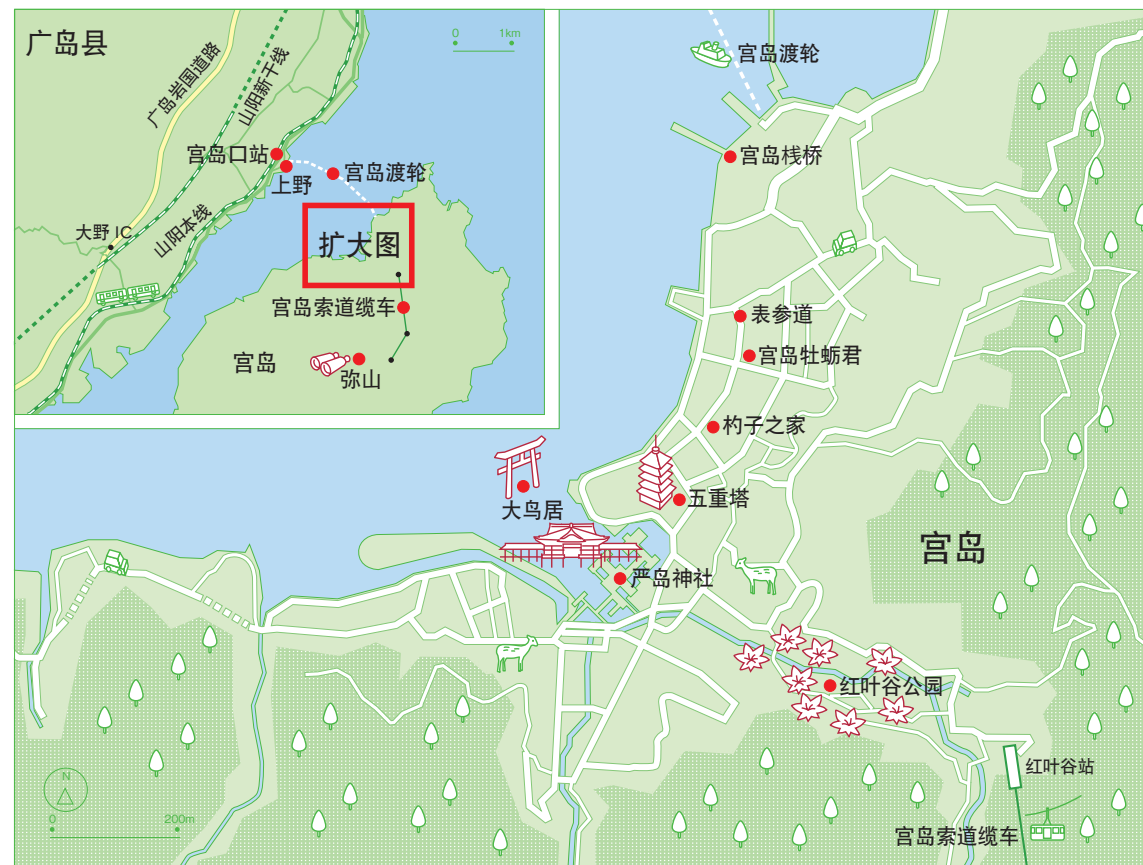 广岛县
0 1km
广岛岩国道路
山阳新干线
宫岛口站
上野
宫岛渡轮
大野 IC
山阳本线
扩大图
宫岛索道缆车
宫岛
弥山
宫岛渡轮
宫岛栈桥
表参道
宫岛牡蛎君
杓子之家
五重塔
大鸟居
严岛神社
宫岛
红叶谷公园
红叶谷站
宫岛索道缆车
N
0 200m